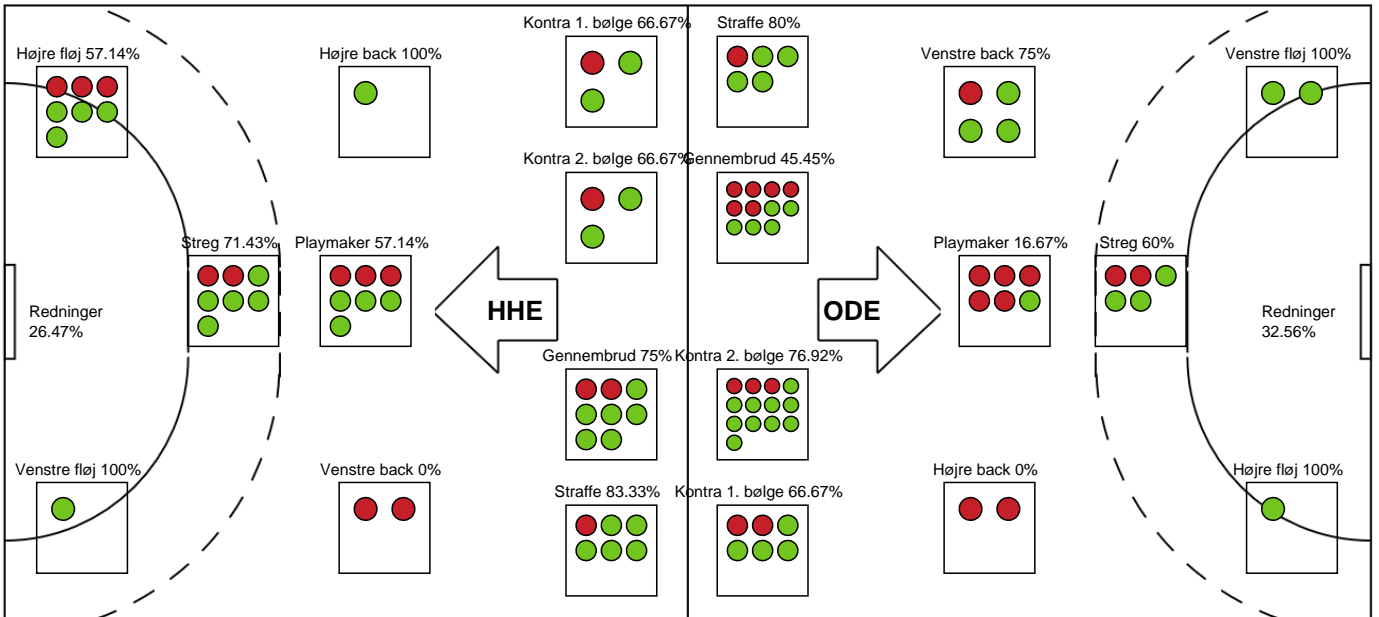 Kontra 1. bølge 66.67%
Straffe 80%
Højre fløj 57.14%
Højre back 100%
Venstre back 75%
Venstre fløj 100%
Kontra 2. bølge 66.67%
Gennembrud 45.45%
Streg 71.43%
Playmaker 57.14%
Playmaker 16.67%
Streg 60%
Redninger
26.47%
HHE
ODE
Redninger
32.56%
Gennembrud 75%
Kontra 2. bølge 76.92%
Venstre fløj 100%
Venstre back 0%
Højre back 0%
Højre fløj 100%
Straffe 83.33%
Kontra 1. bølge 66.67%